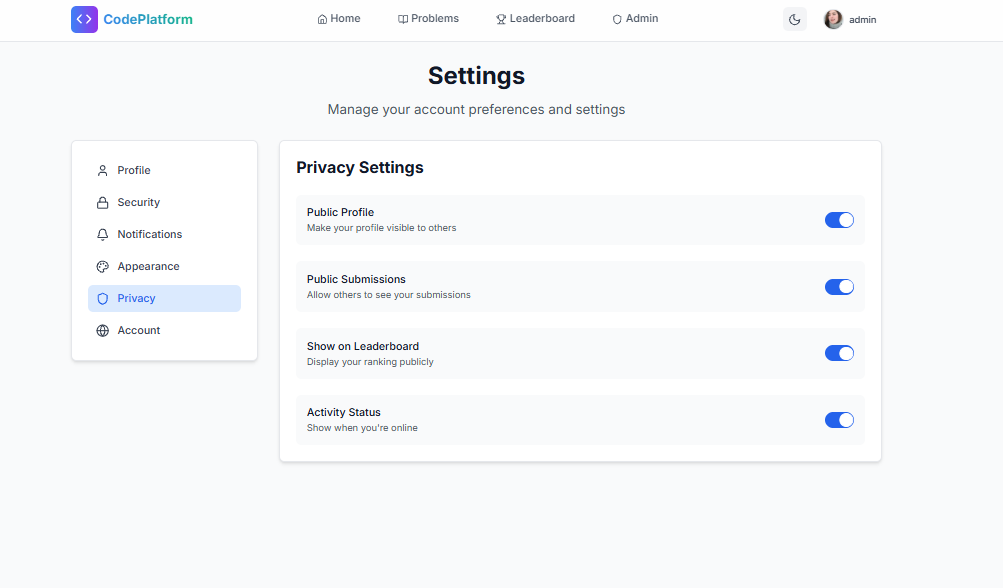 CodePlatform
Home
Problems
Leaderboard
Admin
admin
Settings
Manage your account preferences and settings
Profile
Security
Notifications
Appearance
Privacy
Account
Privacy Settings
Public Profile
Make your profile visible to others
Public Submissions
Allow others to see your submissions
Show on Leaderboard
Display your ranking publicly
Activity Status
Show when you're online